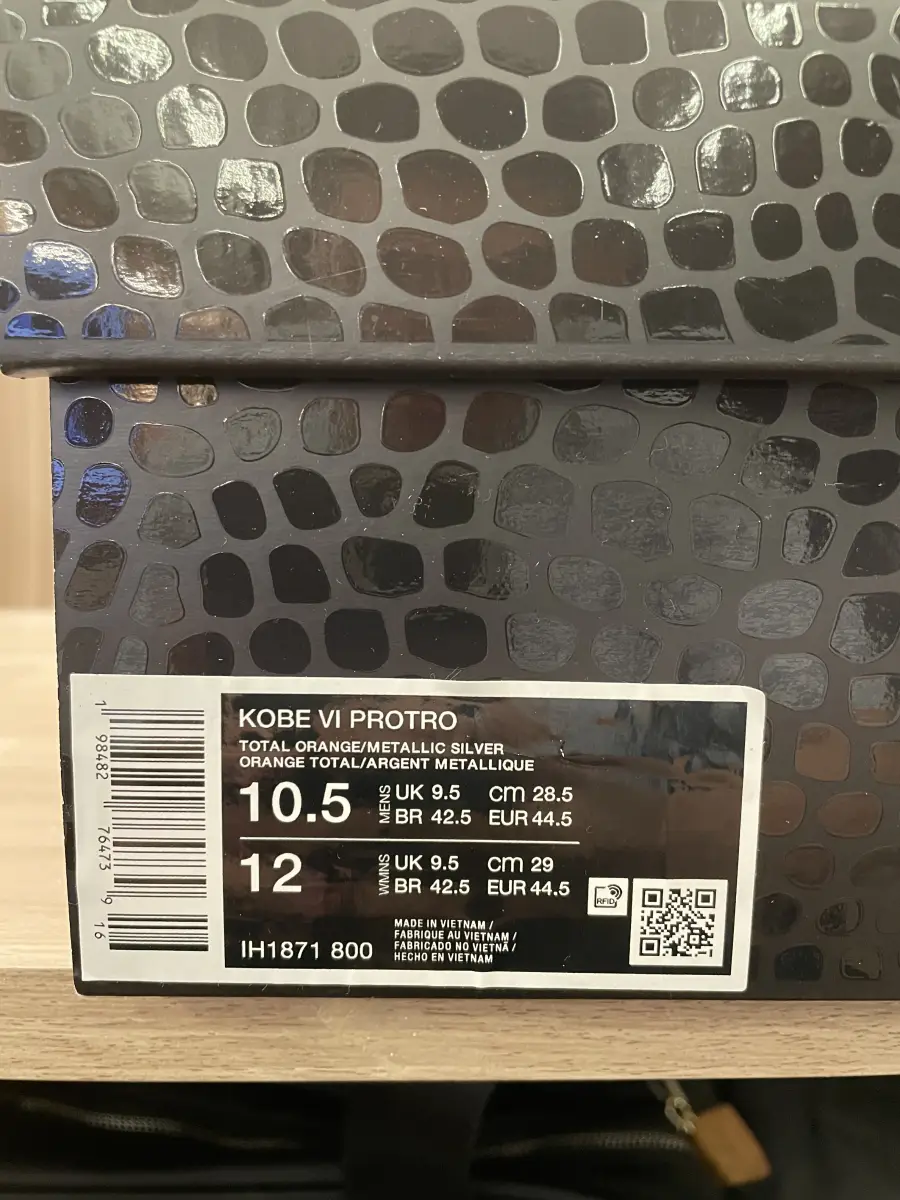 KOBE VI PROTRO
TOTAL ORANGE/METALLIC SILVER
ORANGE TOTAL/ARGENT METALLIQUE
10.5 MENS UK 9.5 cm 28.5
BR 42.5 EUR 44.5
12 WMNS UK 9.5 cm 29
BR 42.5 EUR 44.5
IH1871 800
MADE IN VIETNAM /
FABRIQUE AU VIETNAM /
FABRICADO NO VIETNÃ /
HECHO EN VIETNAM
RFID
1 98482 76473 9 16